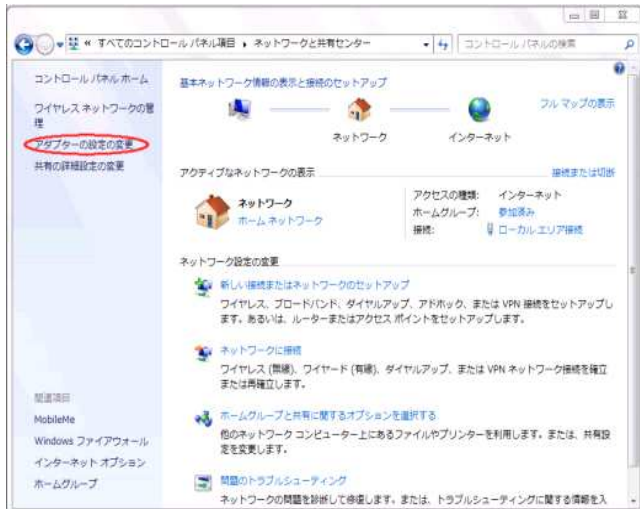 « すべてのコントロール パネル項目 ▸ ネットワークと共有センター
コントロール パネルの検索
コントロール パネル ホーム
ワイヤレス ネットワークの管
理
アダプターの設定の変更
共有の詳細設定の変更
基本ネットワーク情報の表示と接続のセットアップ
フル マップの表示
ネットワーク
インターネット
アクティブなネットワークの表示
接続または切断
ネットワーク
ホーム ネットワーク
アクセスの種類: インターネット
ホームグループ: 参加済み
接続: ローカル エリア接続
ネットワーク設定の変更
新しい接続またはネットワークのセットアップ
ワイヤレス、ブロードバンド、ダイヤルアップ、アドホック、または VPN 接続をセットアップし
ます。あるいは、ルーターまたはアクセス ポイントをセットアップします。
ネットワークに接続
ワイヤレス (無線)、ワイヤード (有線)、ダイヤルアップ、または VPN ネットワーク接続を確立
または再確立します。
ホームグループと共有に関するオプションを選択する
他のネットワーク コンピューター上にあるファイルやプリンターを利用します。または、共有設
定を変更します。
問題のトラブルシューティング
ネットワークの問題を診断して修復します。または、トラブルシューティングに関する情報を入
関連項目
MobileMe
Windows ファイアウォール
インターネット オプション
ホームグループ